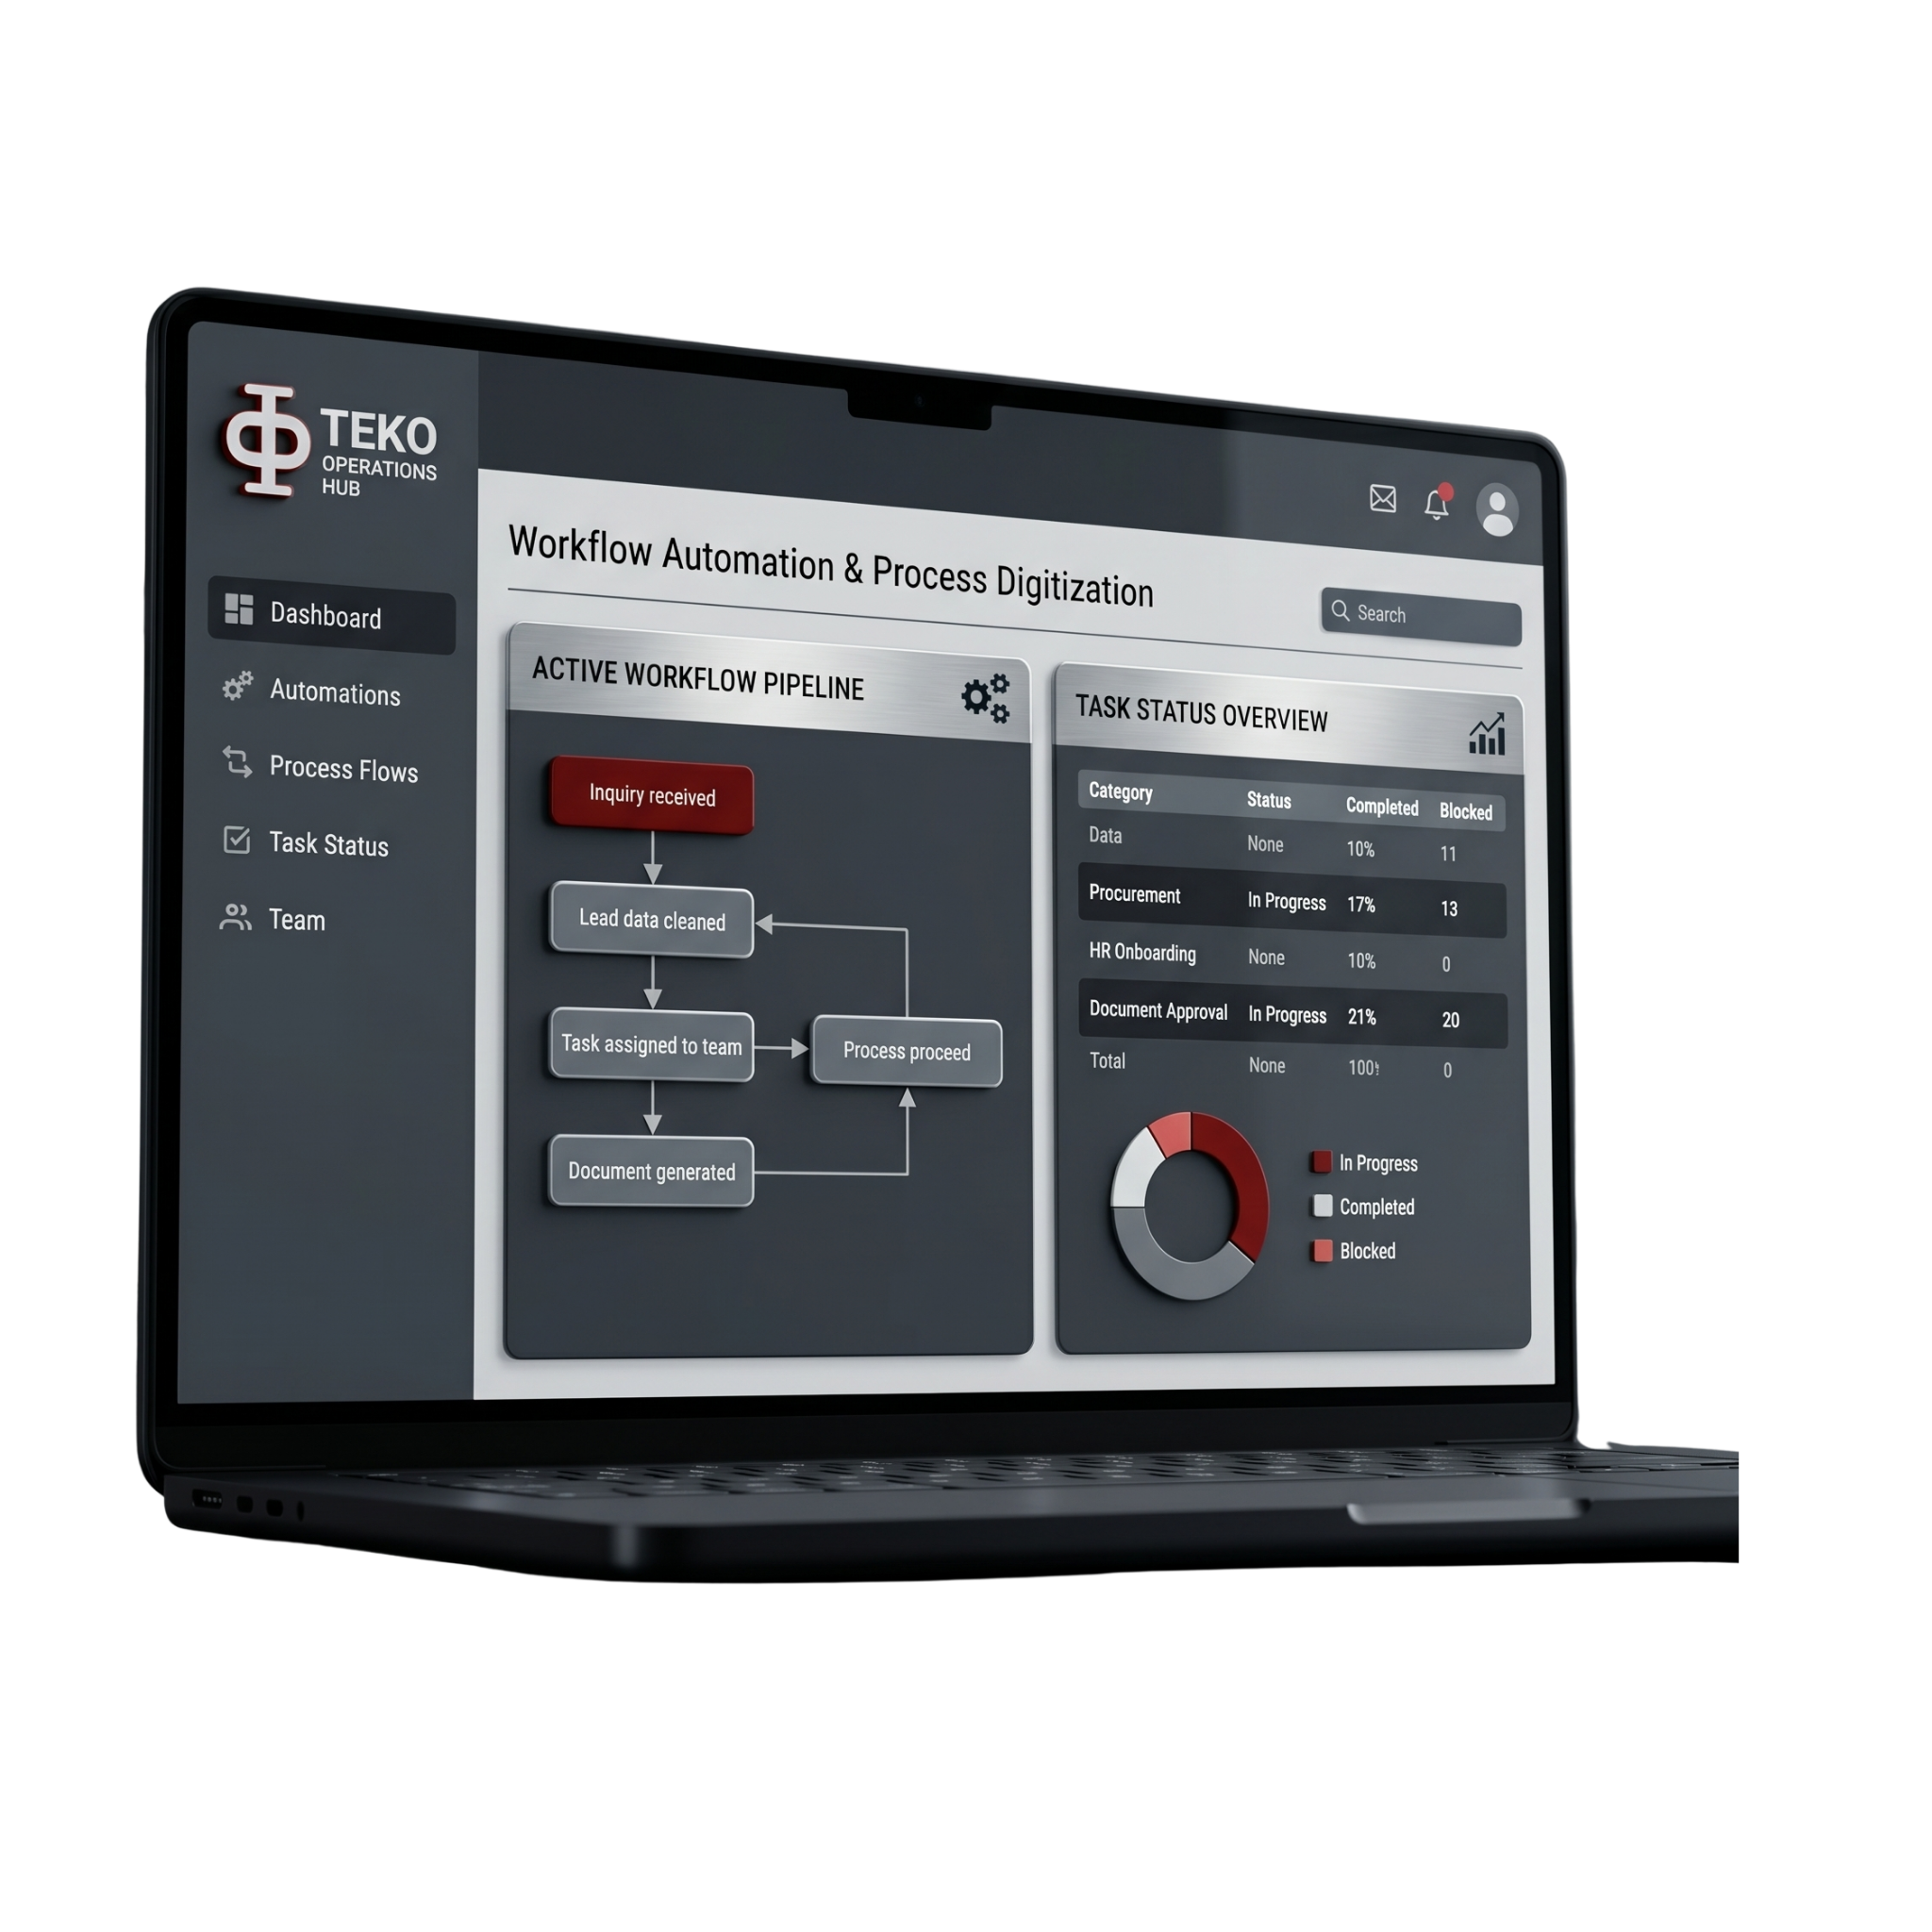 TEKO
OPERATIONS
HUB
Dashboard
Automations
Process Flows
Task Status
Team
Workflow Automation & Process Digitization
Search
ACTIVE WORKFLOW PIPELINE
Inquiry received
Lead data cleaned
Task assigned to team
Process proceed
Document generated
TASK STATUS OVERVIEW
Category Status Completed Blocked
Data None 10% 11
Procurement In Progress 17% 13
HR Onboarding None 10% 0
Document Approval In Progress 21% 20
Total None 0
In Progress
Completed
Blocked